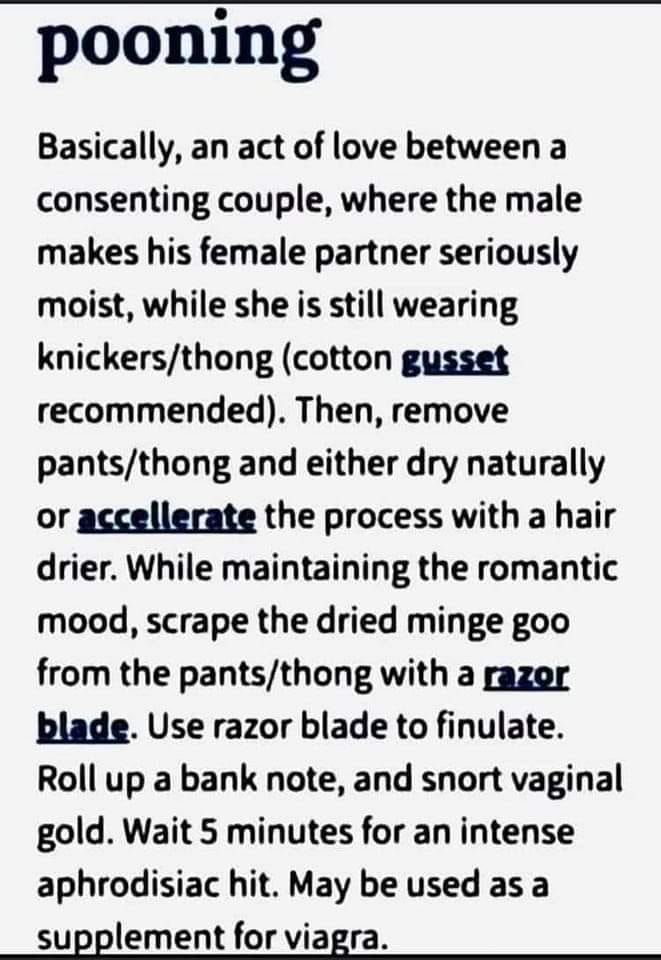 pooning
Basically, an act of love between a
consenting couple, where the male
makes his female partner seriously
moist, while she is still wearing
knickers/thong (cotton gusset
recommended). Then, remove
pants/thong and either dry naturally
or accellerate the process with a hair
drier. While maintaining the romantic
mood, scrape the dried minge goo
from the pants/thong with a razor
blade. Use razor blade to finulate.
Roll up a bank note, and snort vaginal
gold. Wait 5 minutes for an intense
aphrodisiac hit. May be used as a
supplement for viagra.